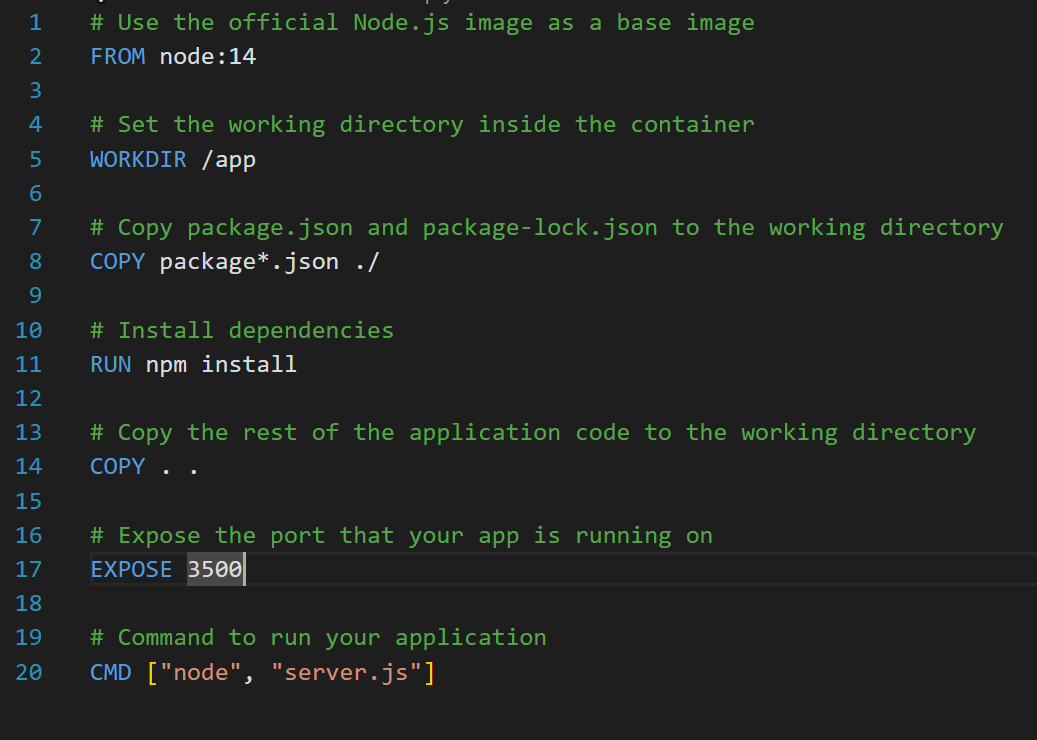 1 # Use the official Node.js image as a base image
2 FROM node:14
3
4 # Set the working directory inside the container
5 WORKDIR /app
6
7 # Copy package.json and package-lock.json to the working directory
8 COPY package*.json ./
9
10 # Install dependencies
11 RUN npm install
12
13 # Copy the rest of the application code to the working directory
14 COPY . .
15
16 # Expose the port that your app is running on
17 EXPOSE 3500
18
19 # Command to run your application
20 CMD ["node", "server.js"]